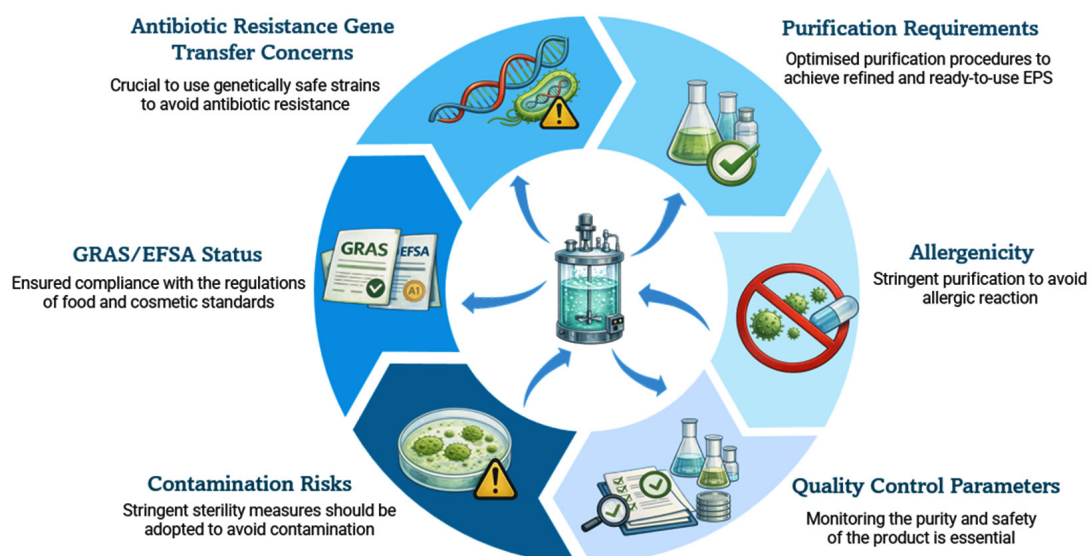 Antibiotic Resistance Gene
Transfer Concerns
Crucial to use genetically safe strains
to avoid antibiotic resistance
Purification Requirements
Optimised purification procedures to
achieve refined and ready-to-use EPS
GRAS/EFSA Status
Ensured compliance with the regulations
of food and cosmetic standards
GRAS
EFSA
A1
Allergenicity
Stringent purification to avoid
allergic reaction
Contamination Risks
Stringent sterility measures should be
adopted to avoid contamination
Quality Control Parameters
Monitoring the purity and safety
of the product is essential